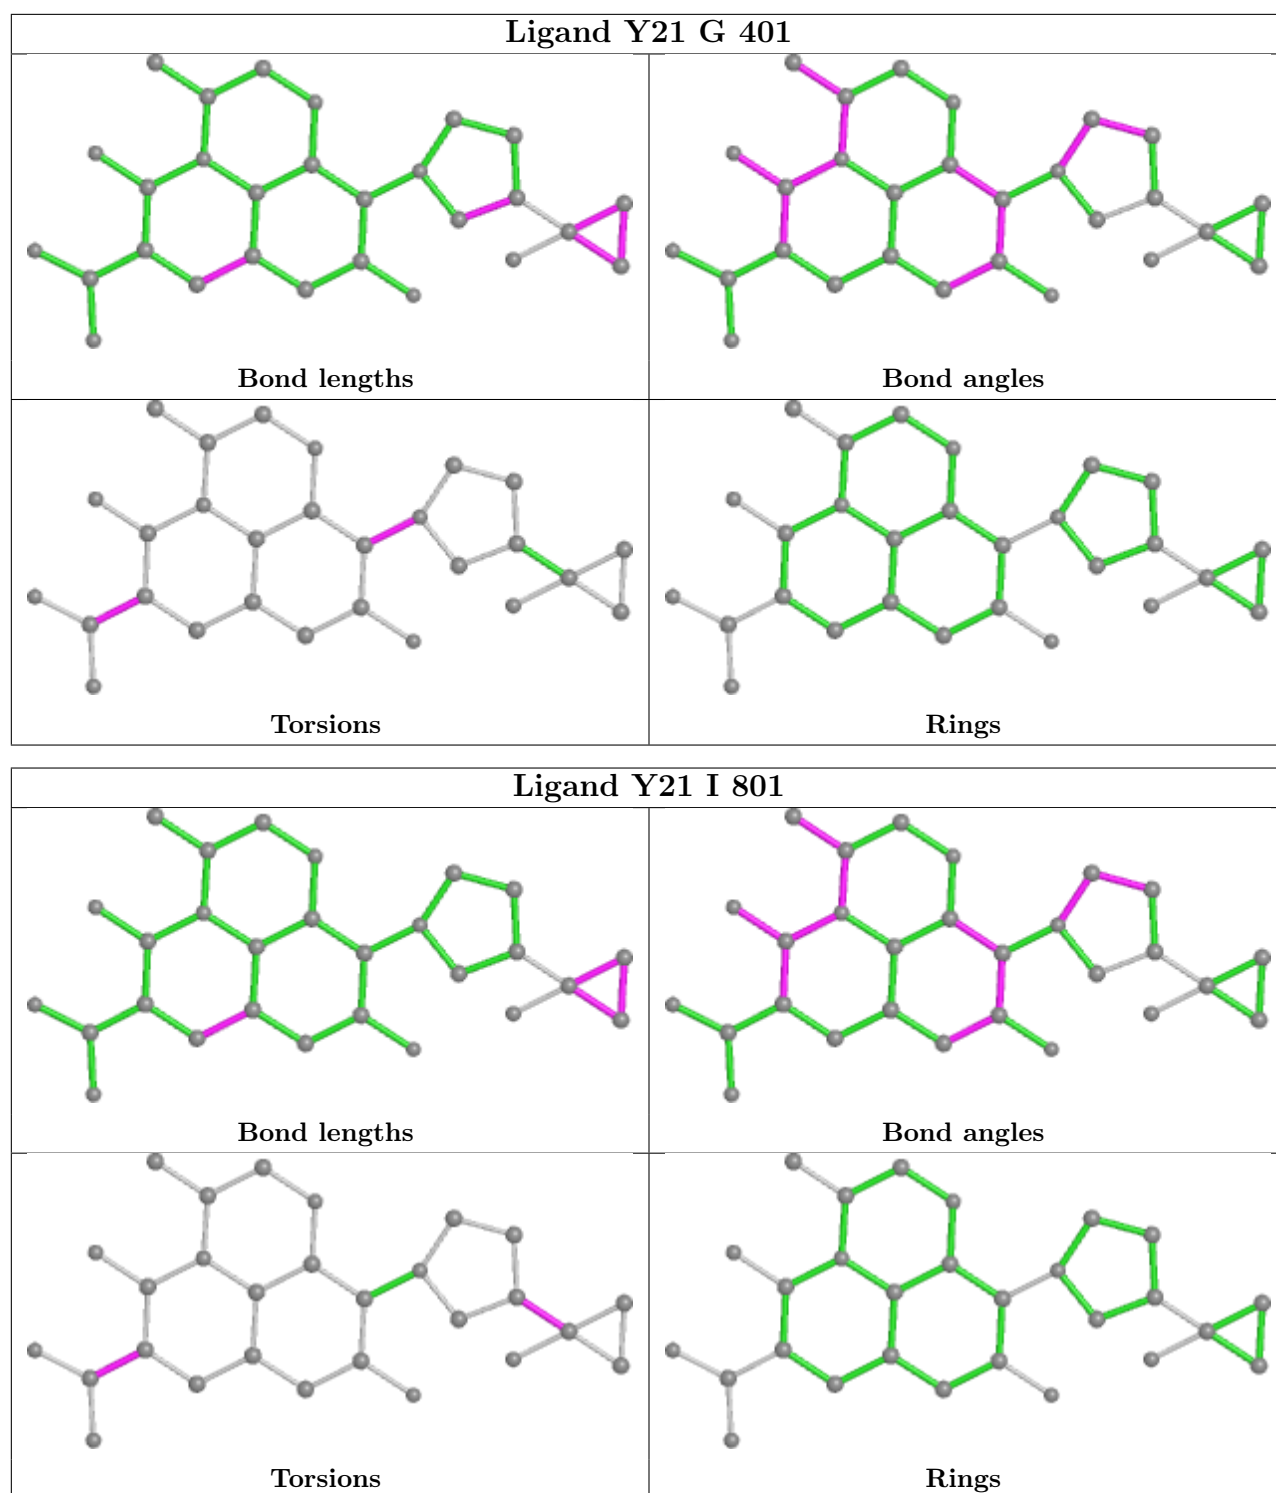 Ligand Y21 G 401
Bond lengths
Bond angles
Torsions
Rings
Ligand Y21 I 801
Bond lengths
Bond angles
Torsions
Rings